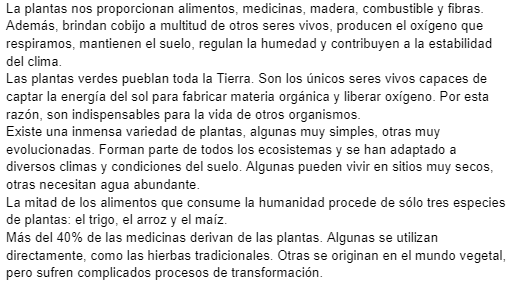 La plantas nos proporcionan alimentos, medicinas, madera, combustible y fibras.
Además, brindan cobijo a multitud de otros seres vivos, producen el oxígeno que
respiramos, mantienen el suelo, regulan la humedad y contribuyen a la estabilidad
del clima.
Las plantas verdes pueblan toda la Tierra. Son los únicos seres vivos capaces de
captar la energía del sol para fabricar materia orgánica y liberar oxígeno. Por esta
razón, son indispensables para la vida de otros organismos.
Existe una inmensa variedad de plantas, algunas muy simples, otras muy
evolucionadas. Forman parte de todos los ecosistemas y se han adaptado a
diversos climas y condiciones del suelo. Algunas pueden vivir en sitios muy secos,
otras necesitan agua abundante.
La mitad de los alimentos que consume la humanidad procede de sólo tres especies
de plantas: el trigo, el arroz y el maíz.
Más del 40% de las medicinas derivan de las plantas. Algunas se utilizan
directamente, como las hierbas tradicionales. Otras se originan en el mundo vegetal,
pero sufren complicados procesos de transformación.